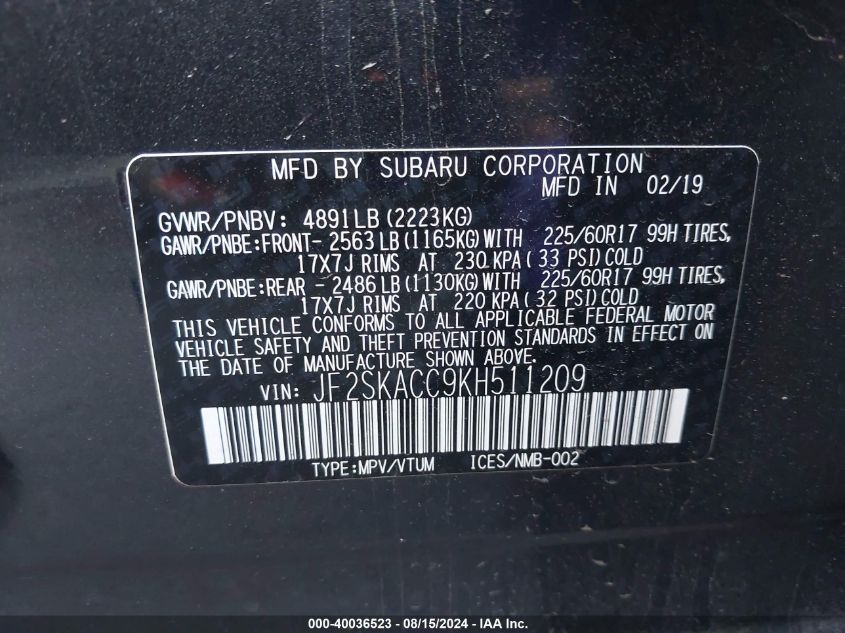 MFD BY SUBARU CORPORATION
MFD IN 02/19
GVWR/PNBV: 4891LB (2223KG)
GAWR/PNBE:FRONT- 2563LB (1165KG) WITH 225/60R17 99H TIRES,
17X7J RIMS AT 230 KPA( 33 PSI) COLD
GAWR/PNBE:REAR - 2486LB (1130KG) WITH 225/60R17 99H TIRES,
17X7J RIMS AT 220 KPA( 32 PSI) COLD
THIS VEHICLE CONFORMS TO ALL APPLICABLE FEDERAL MOTOR
VEHICLE SAFETY AND THEFT PREVENTION STANDARDS IN EFFECT ON
THE DATE OF MANUFACTURE SHOWN ABOVE.
VIN: JF2SKACC9KH511209
TYPE:MPV/VTUM ICES/NMB-002
000-40036523 - 08/15/2024 - IAA Inc.